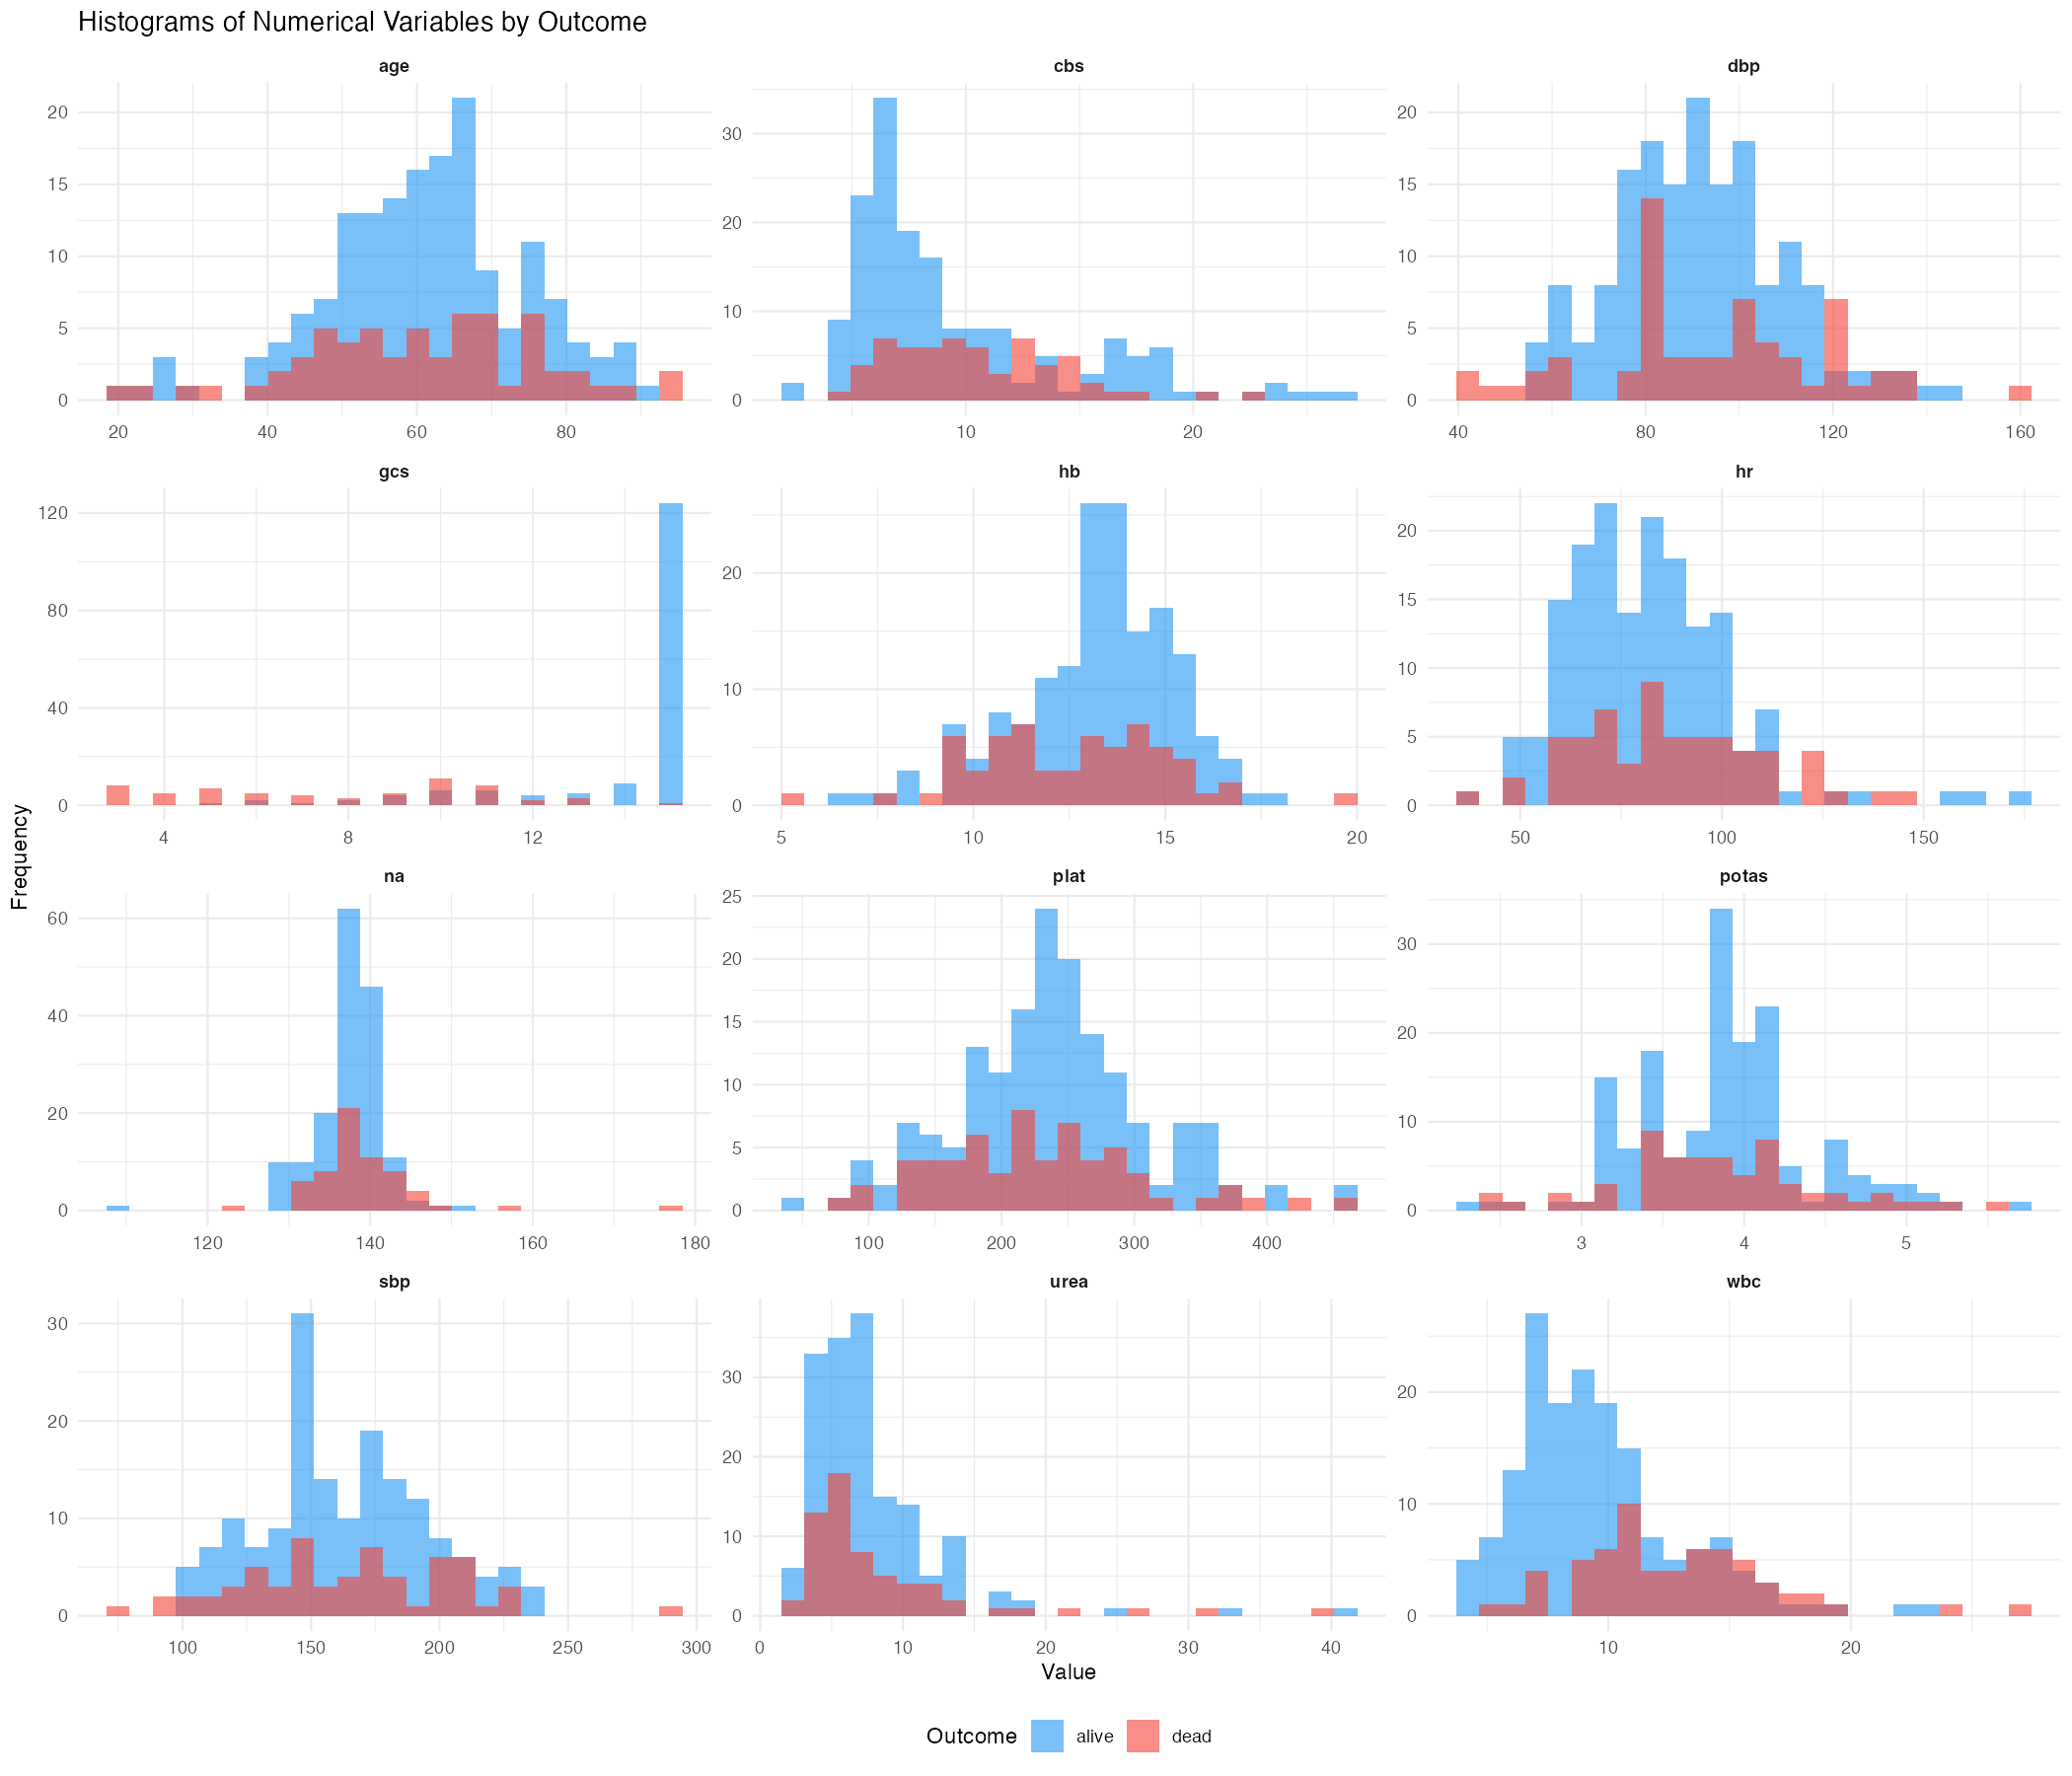 Histograms of Numerical Variables by Outcome
age cbs dbp
20 15 10 5 0
20 40 60 80
30 20 10 0
10 20
20 15 10 5 0
40 80 120 160
gcs hb hr
120 80 40 0
4 8 12
20 10 0
5 10 15 20
20 15 10 5 0
50 100 150
Frequency
na plat potas
60 40 20 0
120 140 160 180
25 20 15 10 5 0
100 200 300 400
30 20 10 0
3 4 5
sbp urea wbc
30 20 10 0
100 150 200 250 300
30 20 10 0
0 10 20 30 40
20 10 0
10 20
Value
Outcome alive dead